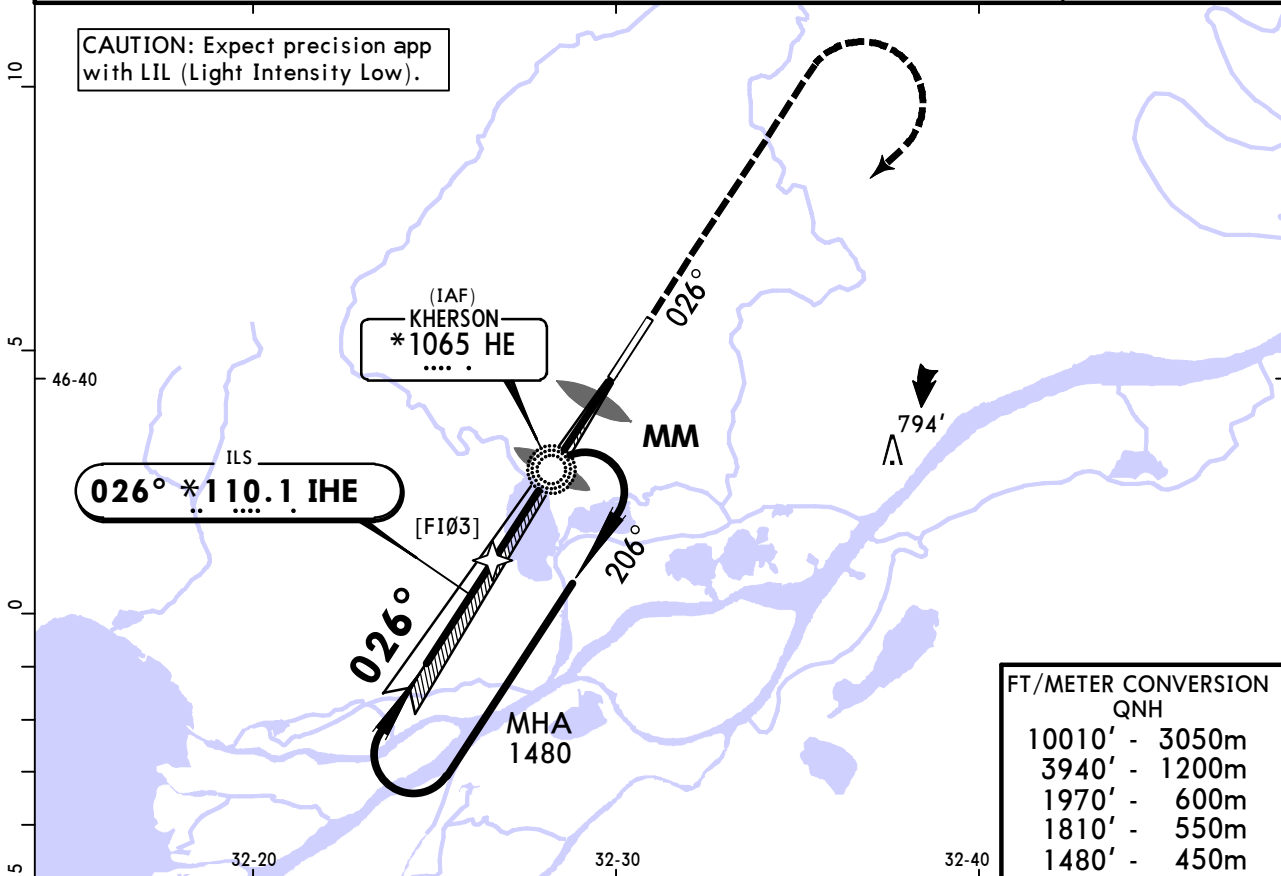 CAUTION: Expect precision app
with LIL (Light Intensity Low).
10
026°
(IAF)
KHERSON
*1065 HE
5
46-40
MM
794'
ILS
026° *110.1 IHE
[FIØ3]
206°
0
026°
MHA
1480
FT/METER CONVERSION
QNH
10010' - 3050m
3940' - 1200m
1970' - 600m
1810' - 550m
1480' - 450m
5
32-20
32-30
32-40